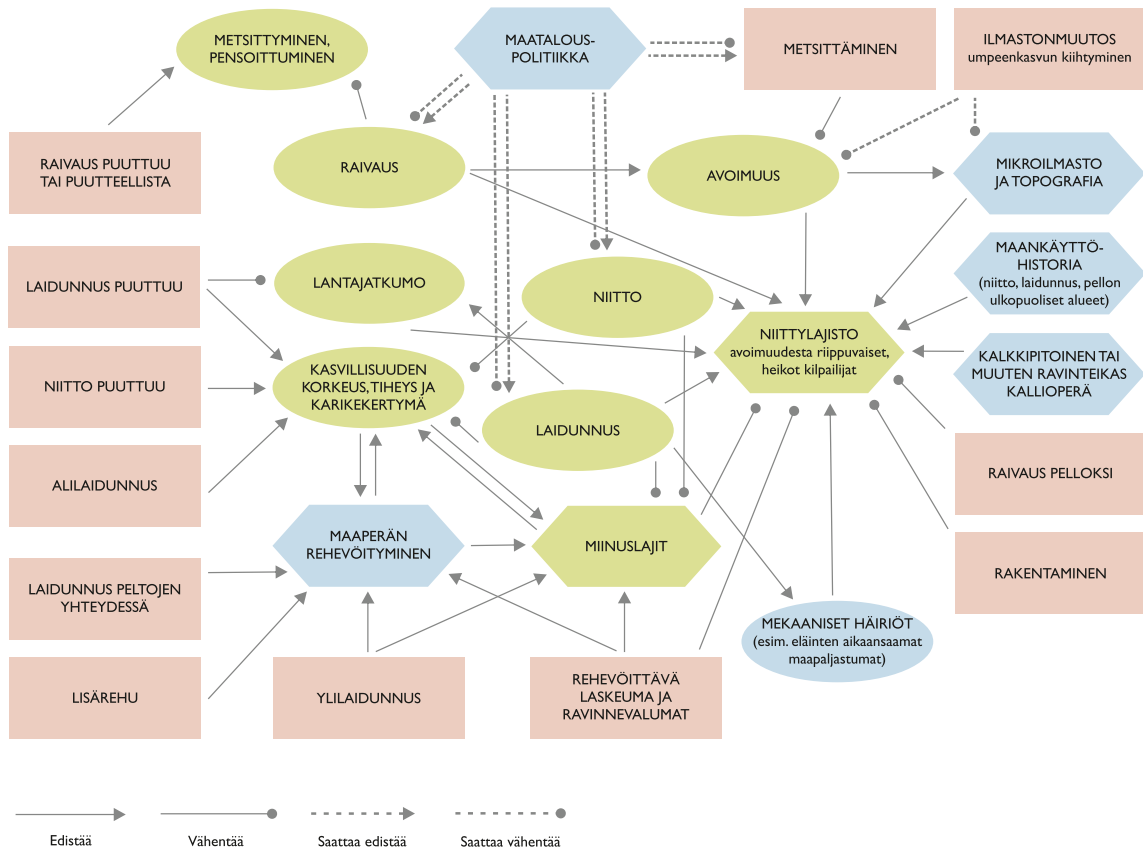 METSITTYMINEN,
PENSOITTUMINEN
MAATALOUS-
POLITIIKKA
METSITTÄMINEN
ILMASTONMUUTOS
umpeenkasvun kiihtyminen
RAIVAUS PUUTTUU
TAI PUUTTEELLISTA
RAIVAUS
AVOIMUUS
MIKROILMASTO
JA TOPOGRAFIA
LAIDUNNUS PUUTTUU
LANTAJATKUMO
NIITTO
MAANKÄYTTÖ-
HISTORIA
(niitto, laidunnus, pellon
ulkopuoliset alueet)
NIITTYLAJISTO
avoimuudesta riippuvaiset,
heikot kilpailijat
NIITTO PUUTTUU
KASVILLISUUDEN
KORKEUS, TIHEYS JA
KARIKEKERTYMÄ
KALKKIPITOINEN TAI
MUUTEN RAVINTEIKAS
KALLIOPERÄ
LAIDUNNUS
ALILAIDUNNUS
RAIVAUS PELLOKSI
MAAPERÄN
REHEVÖITYMINEN
MIINUSLAJIT
RAKENTAMINEN
LAIDUNNUS PELTOJEN
YHTEYDESSÄ
MEKAANISET HÄIRIÖT
(esim. eläinten aikaansaamat
maapaljastumat)
LISÄREHU
YLILAIDUNNUS
REHEVÖITTÄVÄ
LASKEUMA JA
RAVINNEVALUMAT
Edistää
Vähentää
Saattaa edistää
Saattaa vähentää